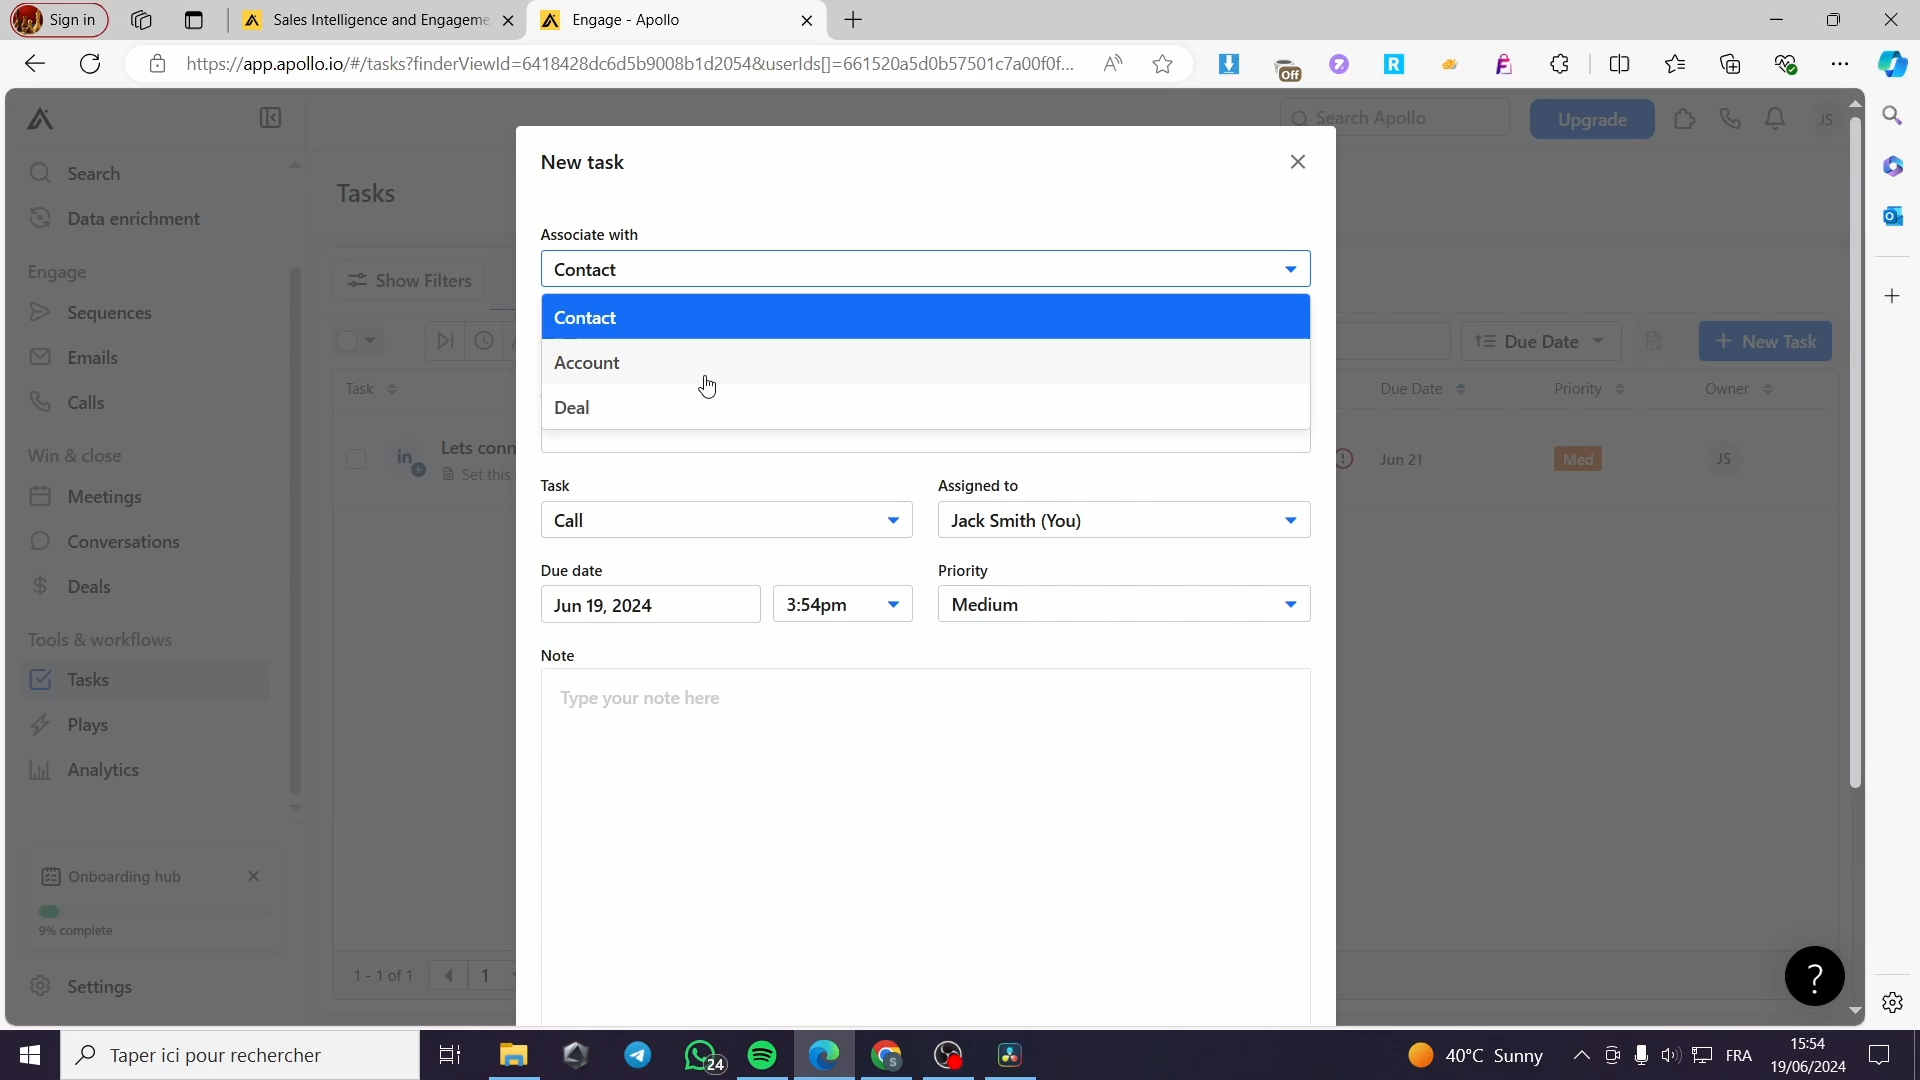 Sign in
Sales Intelligence and Engageme
Engage - Apollo
https://app.apollo.io/#/tasks?finderViewId=6418428dc6d5b9008b1d2054&userIds[]=661520a5d0b57501c7a00f0f...
Off
Search Apollo
Upgrade
JS
Search
Data enrichment
Engage
Sequences
Emails
Calls
Win & close
Meetings
Conversations
Deals
Tools & workflows
Tasks
Plays
Analytics
Onboarding hub
9% complete
Settings
Tasks
Show Filters
Due Date
New Task
Task
Due Date
Priority
Owner
in
Lets conn
Set this
Jun 21
Med
JS
1 - 1 of 1
1
New task
Associate with
Contact
Contact
Account
Deal
Task
Assigned to
Call
Jack Smith (You)
Due date
Priority
Jun 19, 2024
3:54pm
Medium
Note
Type your note here
?
Taper ici pour rechercher
24
S
40°C Sunny
FRA
15:54
19/06/2024